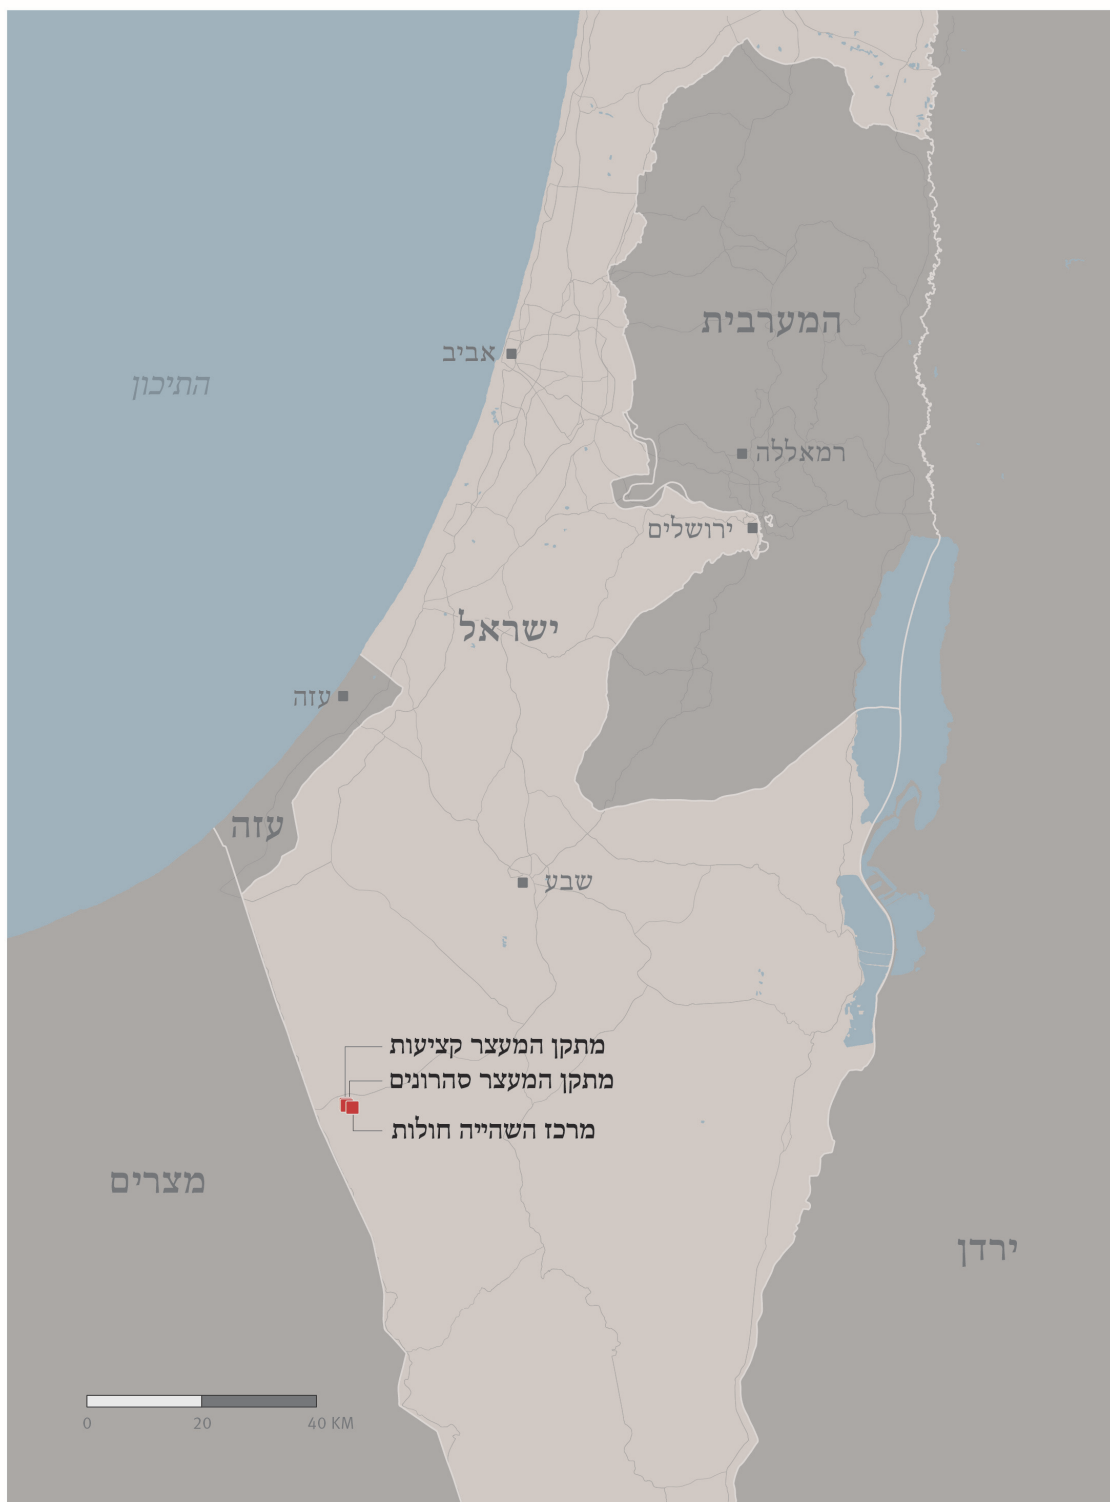 המערבית
אביב
התיכון
רמאללה
ירושלים
ישראל
עזה
עזה
שבע
מתקן המעצר קציעות
מתקן המעצר סהרונים
מרכז השהייה חולות
מצרים
ירדן
0 20 40 KM